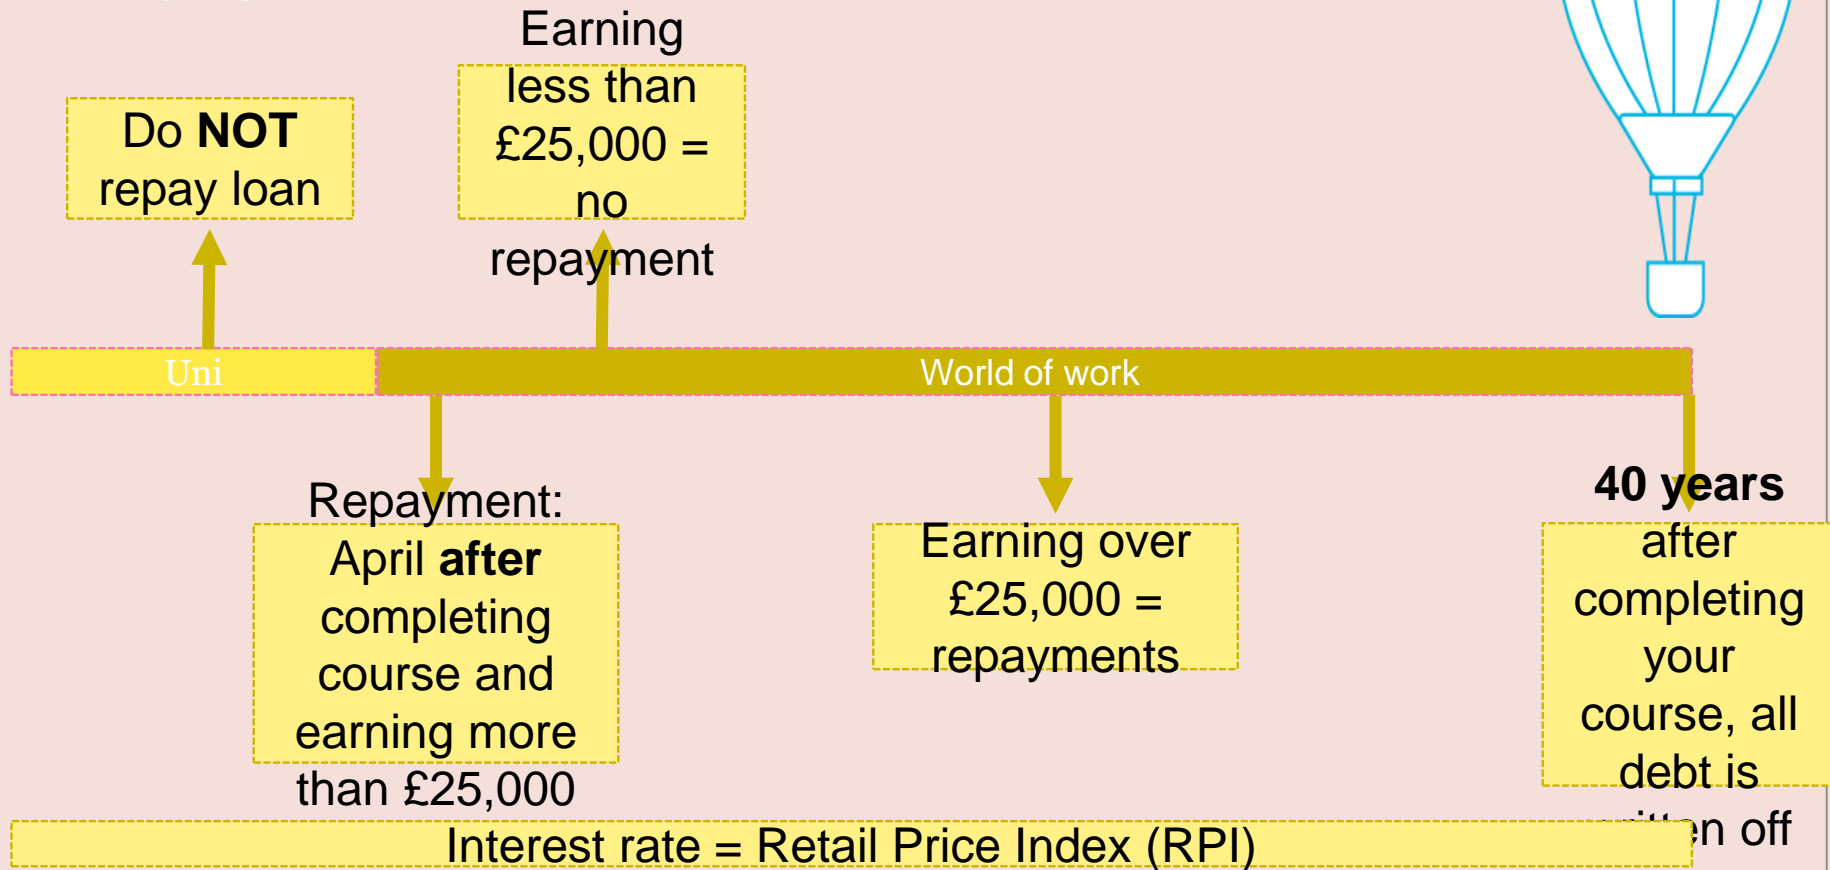 Do NOT
repay loan
Earning
less than
£25,000 =
no
repayment
Uni
World of work
Repayment:
April after
completing
course and
earning more
than £25,000
Earning over
£25,000 =
repayments
40 years
after
completing
your
course, all
debt is
off
Interest rate = Retail Price Index (RPI)